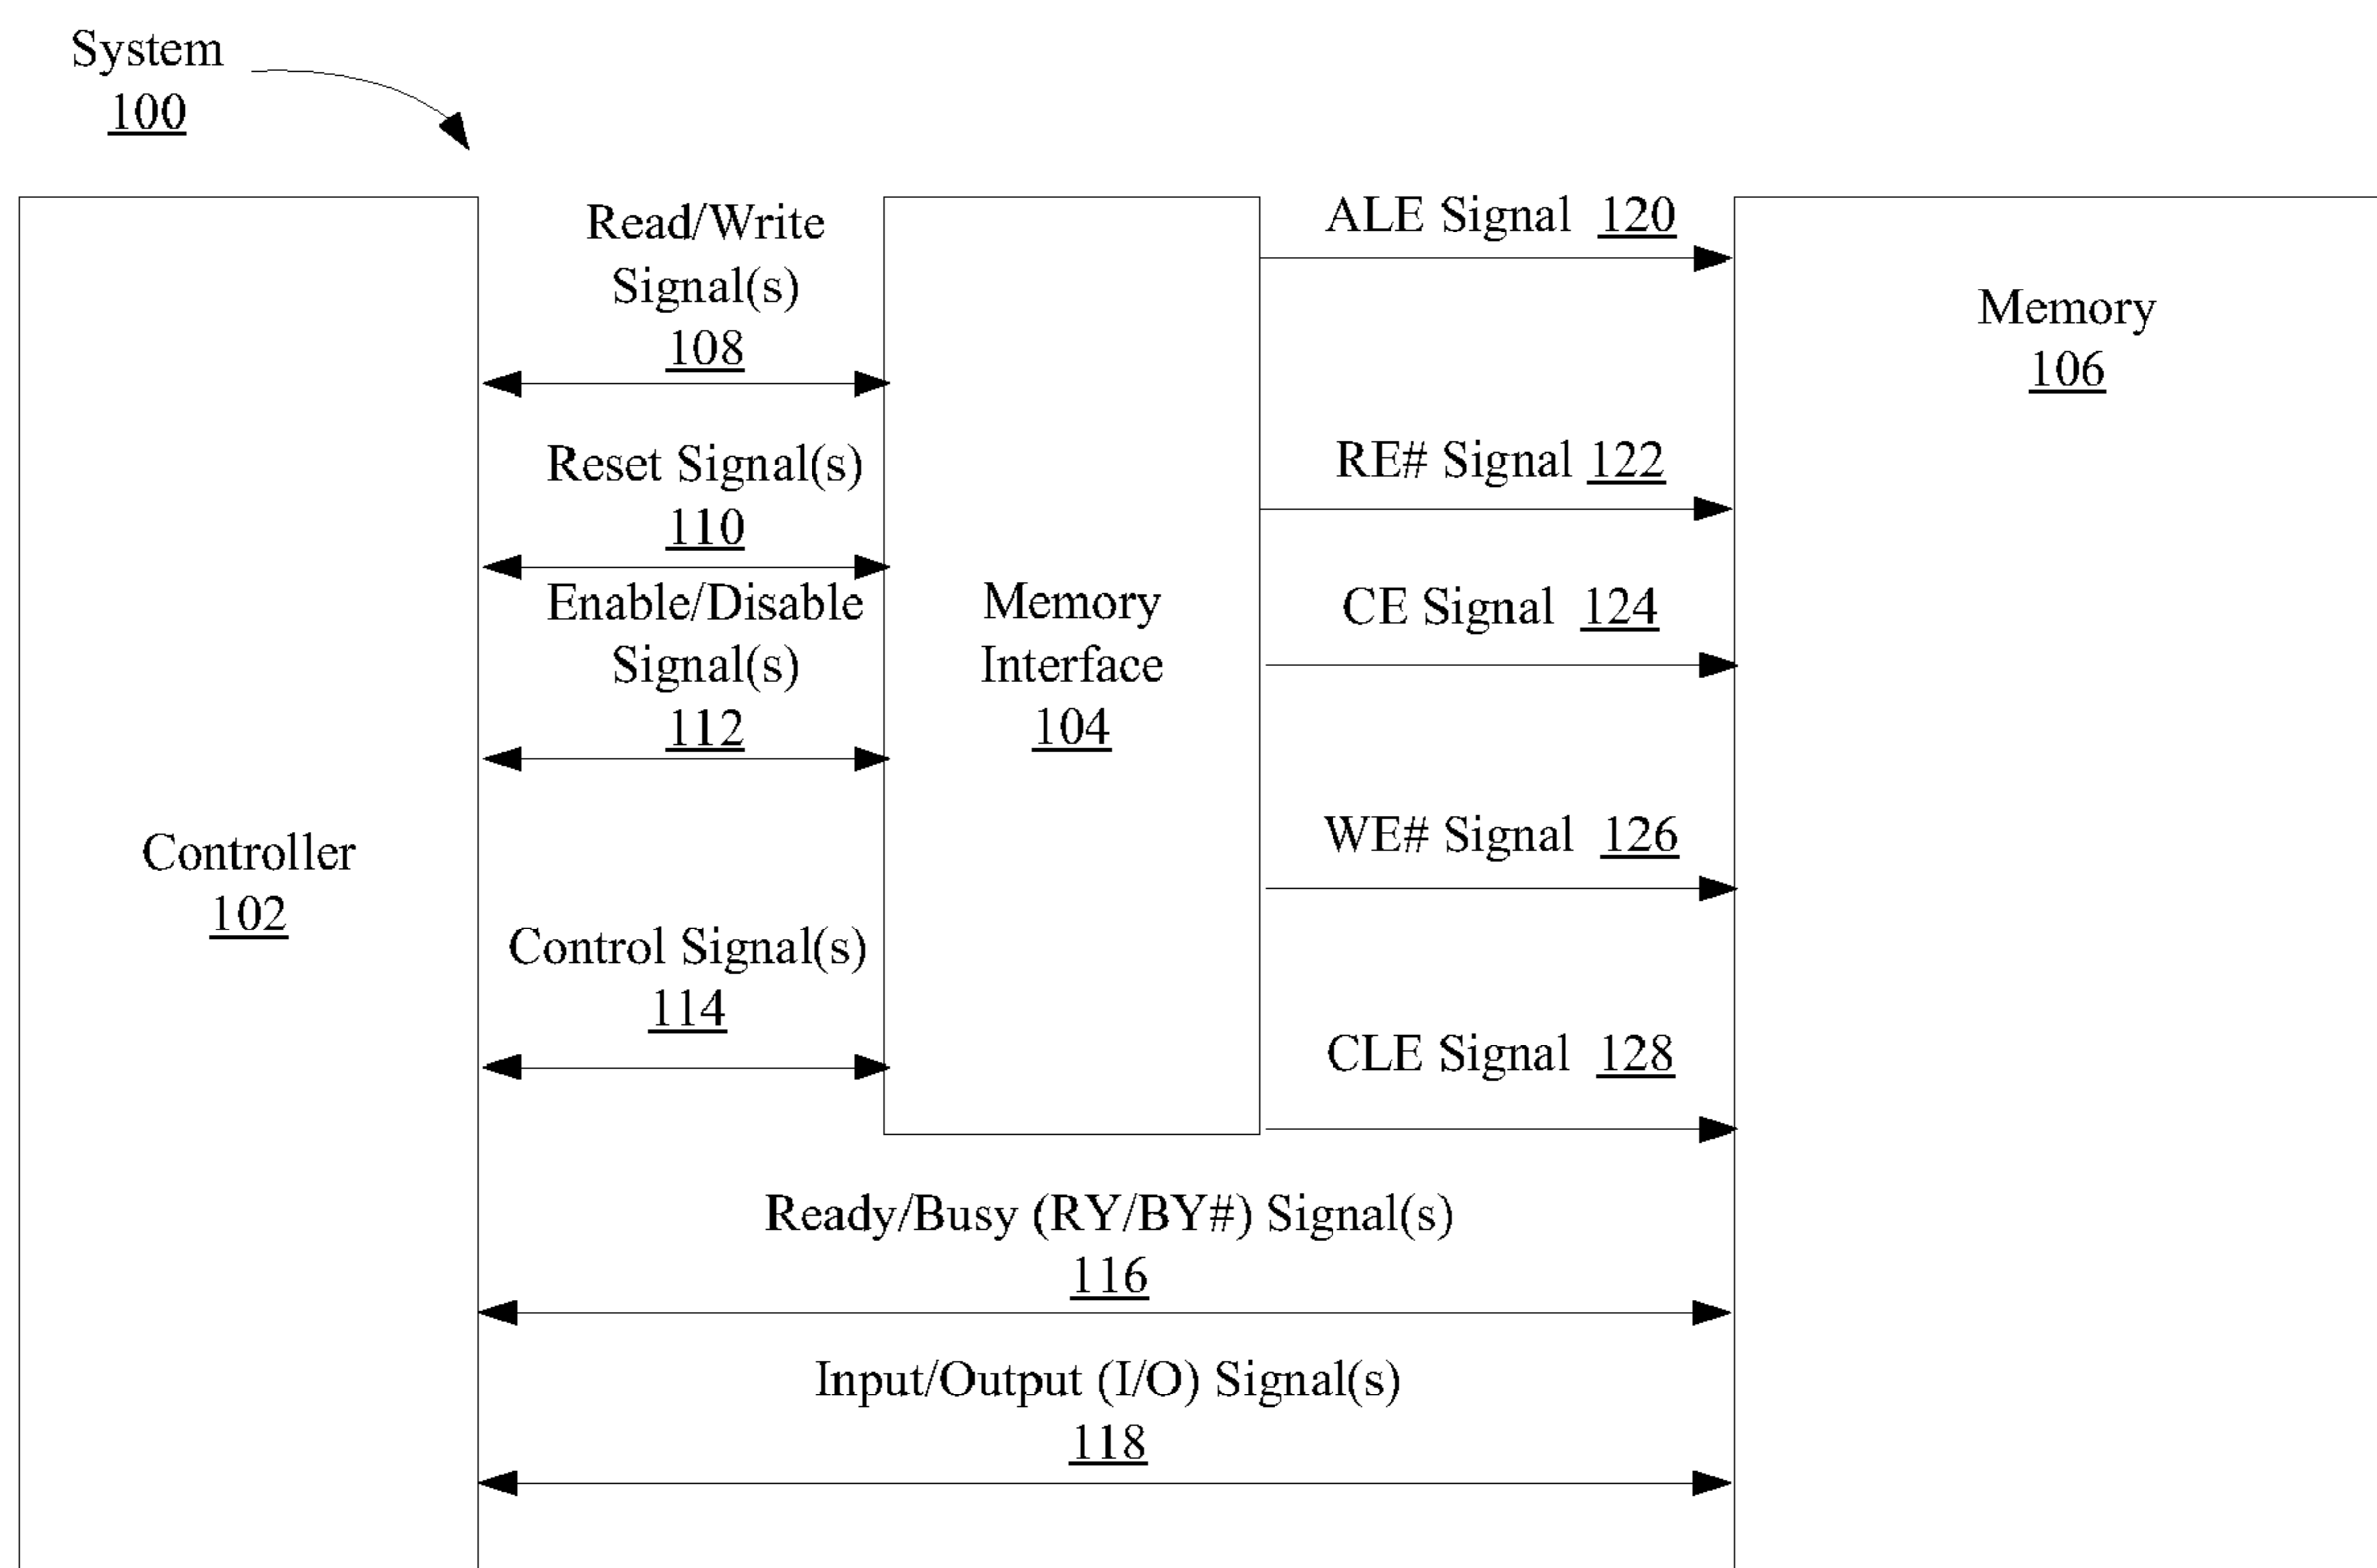 System
100
Read/Write
Signal(s)
108
Reset Signal(s)
110
Enable/Disable
Signal(s)
112
Control Signal(s)
114
Controller
102
Memory
Interface
104
ALE Signal 120
RE# Signal 122
CE Signal 124
WE# Signal 126
CLE Signal 128
Memory
106
Ready/Busy (RY/BY#) Signal(s)
116
Input/Output (I/O) Signal(s)
118